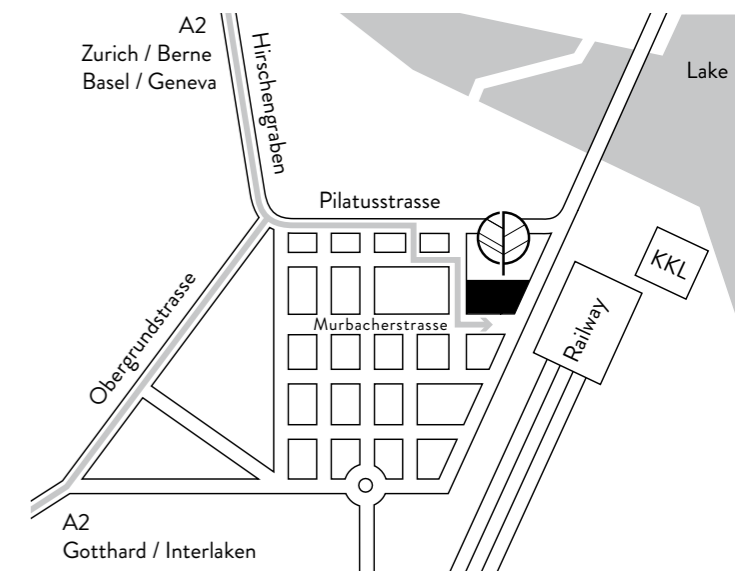 A2
Zurich / Berne
Basel / Geneva
Hirschengraben
Lake
Pilatusstrasse
KKL
Obergrundstrasse
Murbacherstrasse
Railway
A2
Gotthard / Interlaken